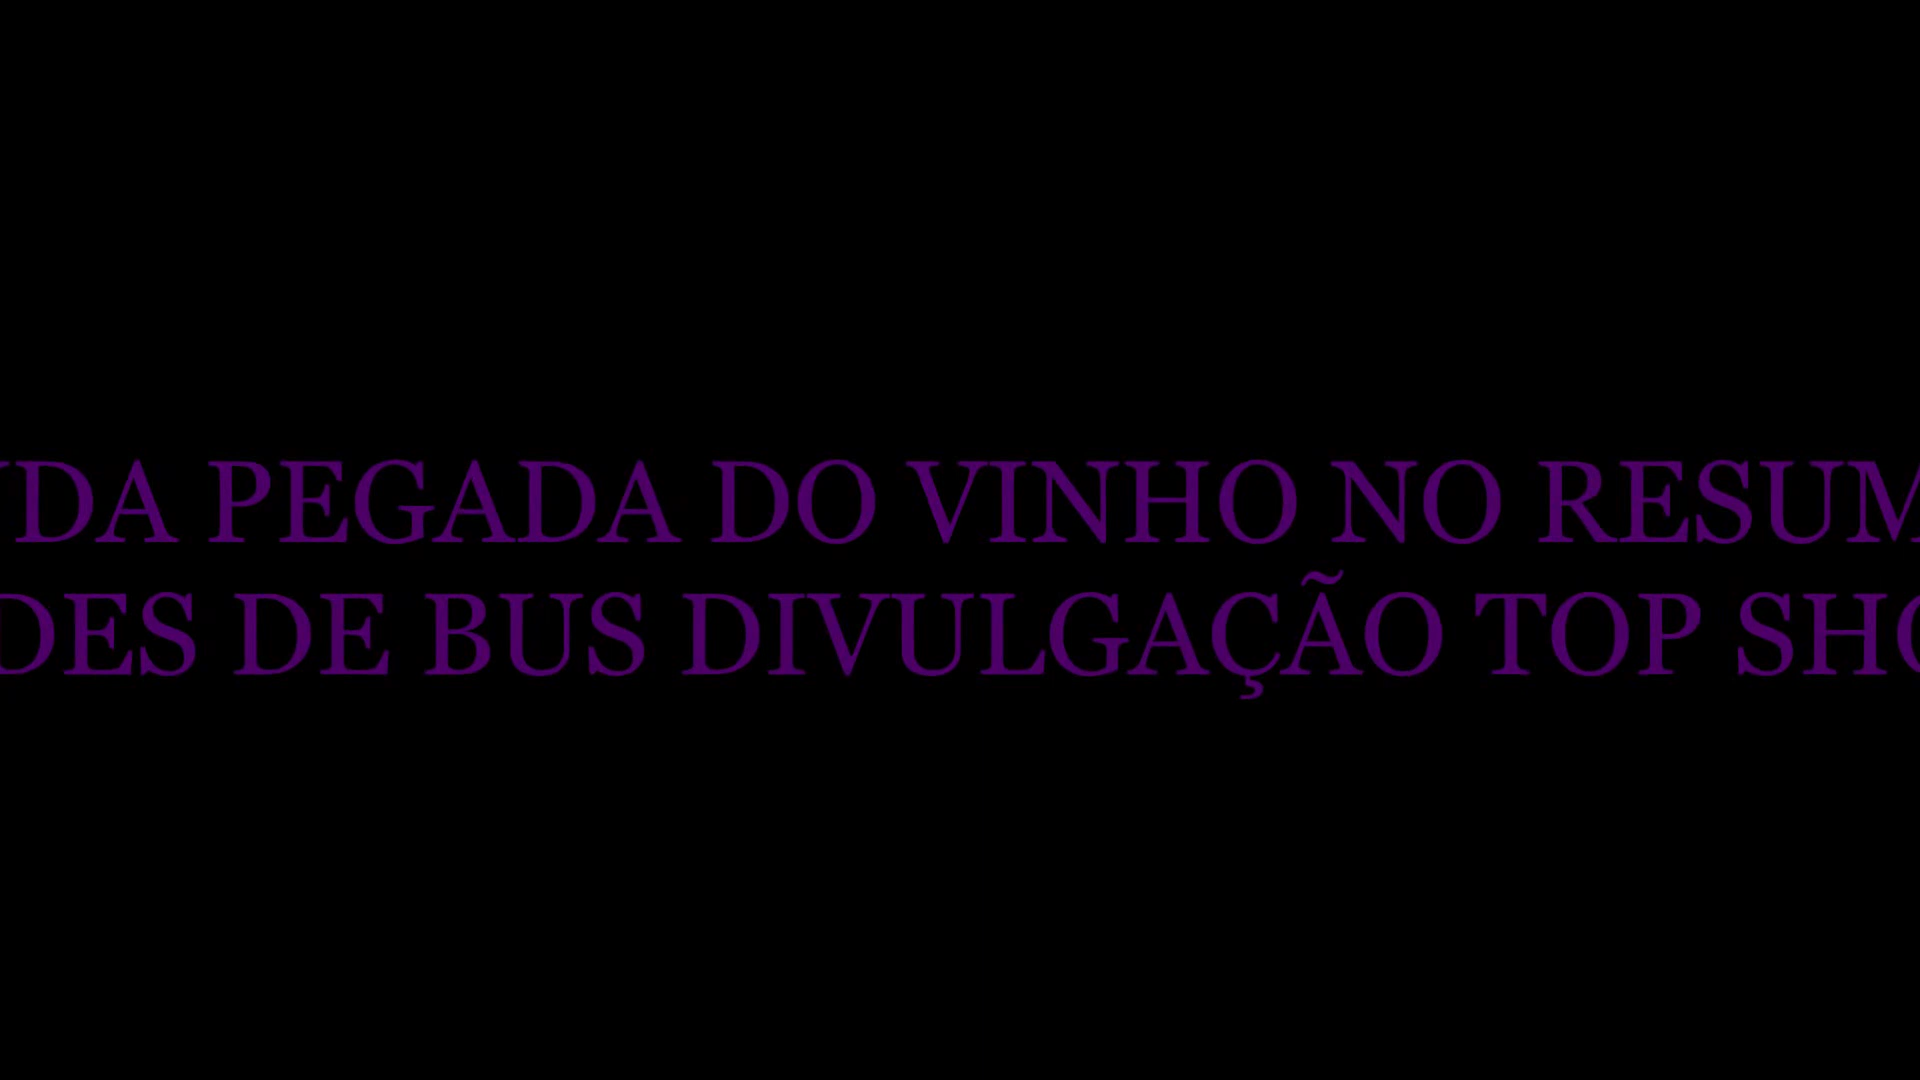 DA PEGADA DO VINHO NO RESUM
DES DE BUS DIVULGAÇÃO TOP SHO